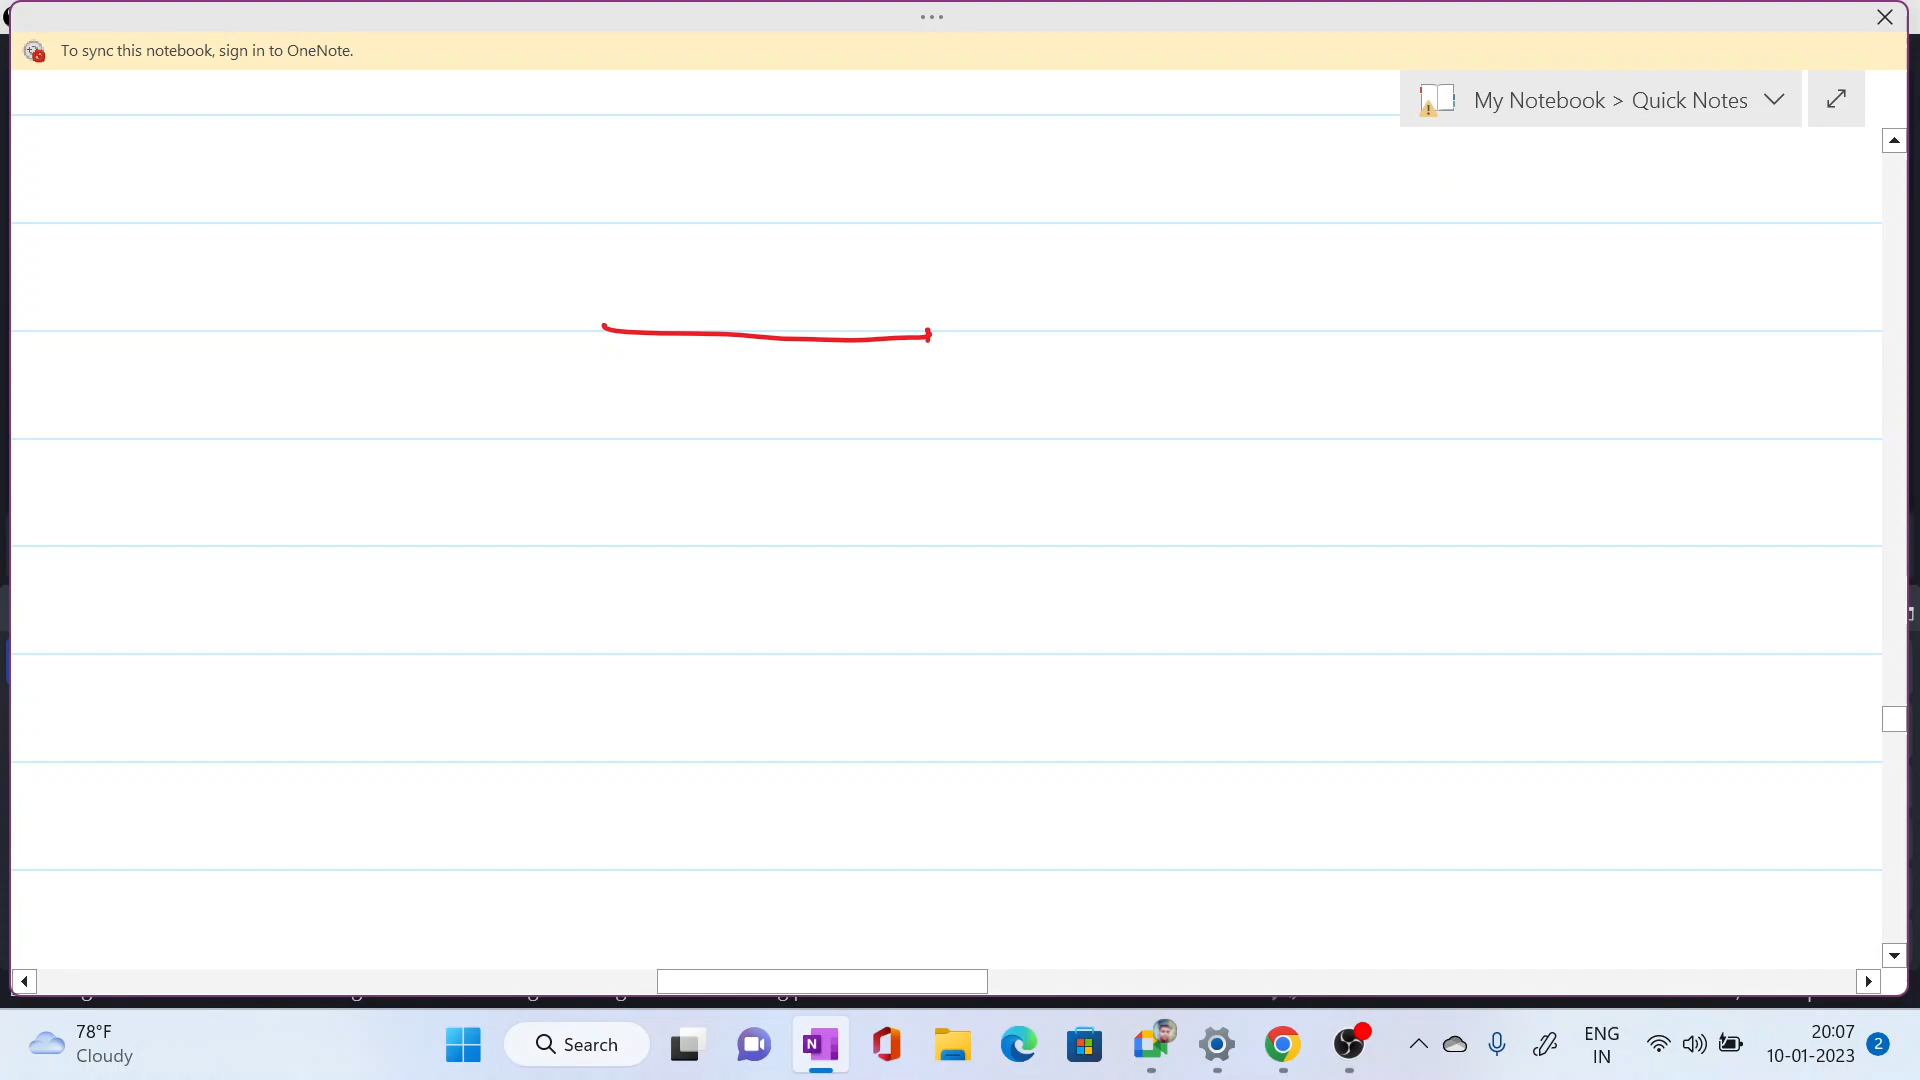 To sync this notebook, sign in to OneNote.
My Notebook > Quick Notes
78°F
Cloudy
Search
ENG
IN
20:07
10-01-2023
2